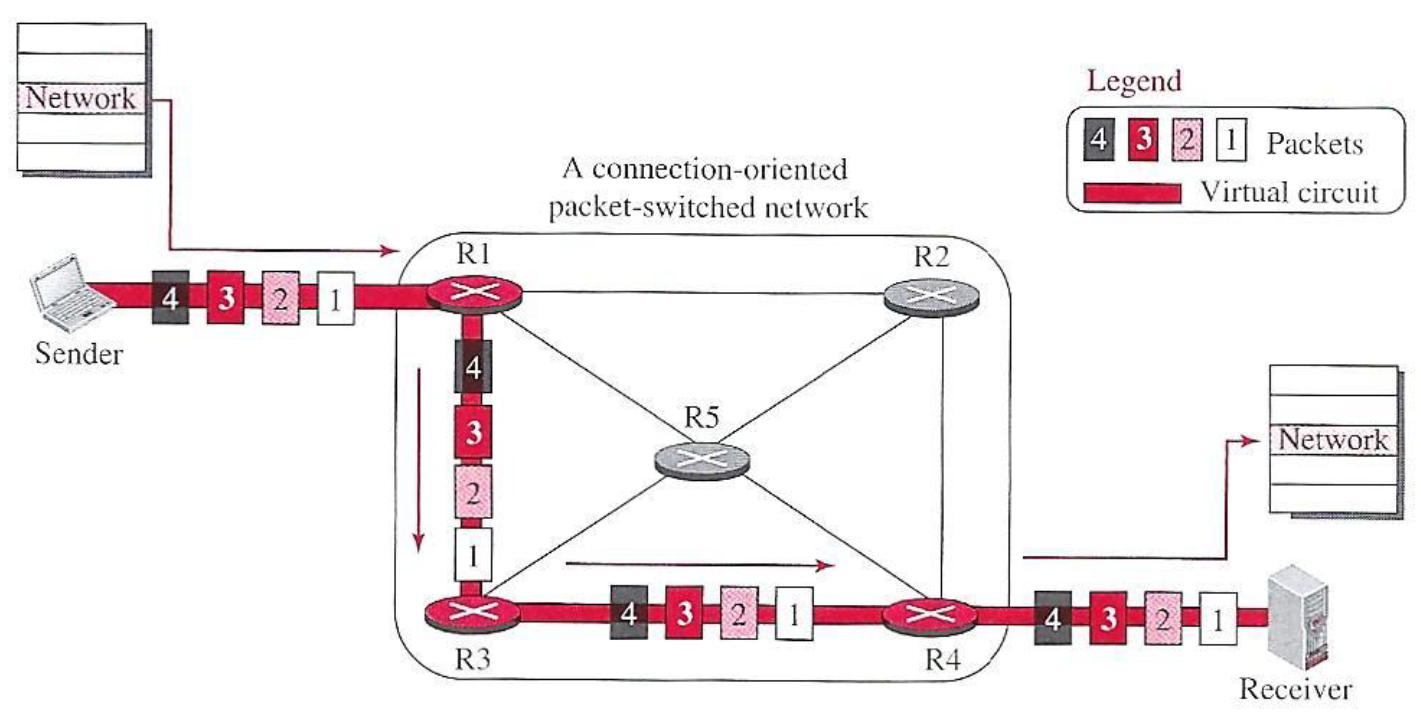 Network
Legend
4 3 2 1 Packets
Virtual circuit
A connection-oriented
packet-switched network
R1
R2
4 3 2 1
Sender
4
3
2
1
R5
Network
4 3 2 1
4 3 2 1
R3
R4
Receiver